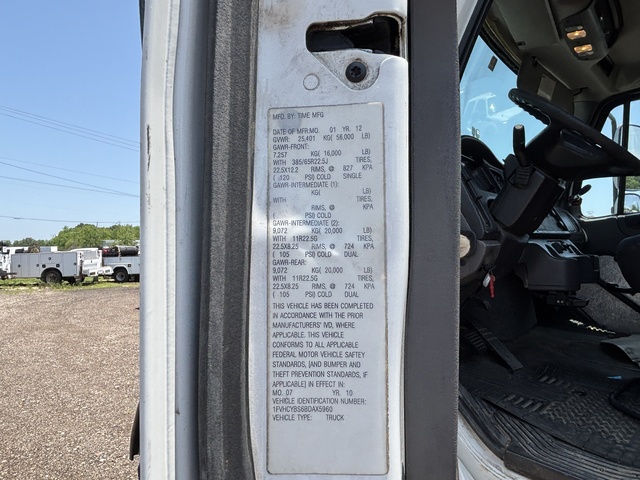 MFG. BY: TIME MFG
DATE OF MFR:MO. 01 YR. 12
GVWR: 25,401 KG( 56,000 LB)
GAWR-FRONT:
7,257 KG( 16,000 LB)
WITH 385/65R22.5J TIRES,
22.5X12.2 RIMS, @ 827 KPA
( 120 PSI) COLD SINGLE
GAWR-INTERMEDIATE (1):
KG( LB)
WITH TIRES,
RIMS, @ KPA
( PSI) COLD
GAWR-INTERMEDIATE (2):
9,072 KG( 20,000 LB)
WITH 11R22.5G TIRES,
22.5X8.25 RIMS, @ 724 KPA
( 105 PSI) COLD DUAL
GAWR-REAR:
9,072 KG( 20,000 LB)
WITH 11R22.5G TIRES,
22.5X8.25 RIMS, @ 724 KPA
( 105 PSI) COLD DUAL
THIS VEHICLE HAS BEEN COMPLETED
IN ACCORDANCE WITH THE PRIOR
MANUFACTURERS' IVD, WHERE
APPLICABLE. THIS VEHICLE
CONFORMS TO ALL APPLICABLE
FEDERAL MOTOR VEHICLE SAFTEY
STANDARDS, [AND BUMPER AND
THEFT PREVENTION STANDARDS, IF
APPLICABLE] IN EFFECT IN:
MO. 07 YR. 10
VEHICLE IDENTIFICATION NUMBER:
1FVHCYBS6BDAX5960
VEHICLE TYPE: TRUCK